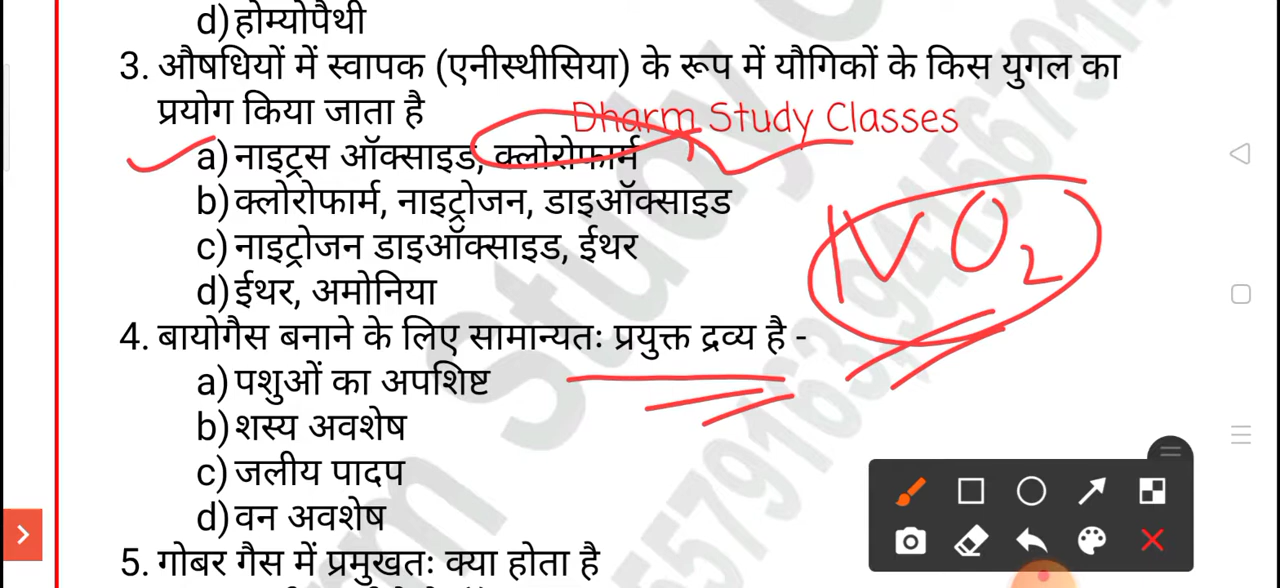 d) होम्योपैथी
3. औषधियों में स्वापक (एनीस्थीसिया) के रूप में यौगिकों के किस युगल का
प्रयोग किया जाता है
Dharm Study Classes
a) नाइट्रस ऑक्साइड, क्लोरोफार्म
b) क्लोरोफार्म, नाइट्रोजन, डाइऑक्साइड
NO2
c) नाइट्रोजन डाइऑक्साइड, ईथर
d) ईथर, अमोनिया
4. बायोगैस बनाने के लिए सामान्यतः प्रयुक्त द्रव्य है -
a) पशुओं का अपशिष्ट
b) शस्य अवशेष
c) जलीय पादप
d) वन अवशेष
5. गोबर गैस में प्रमुखतः क्या होता है